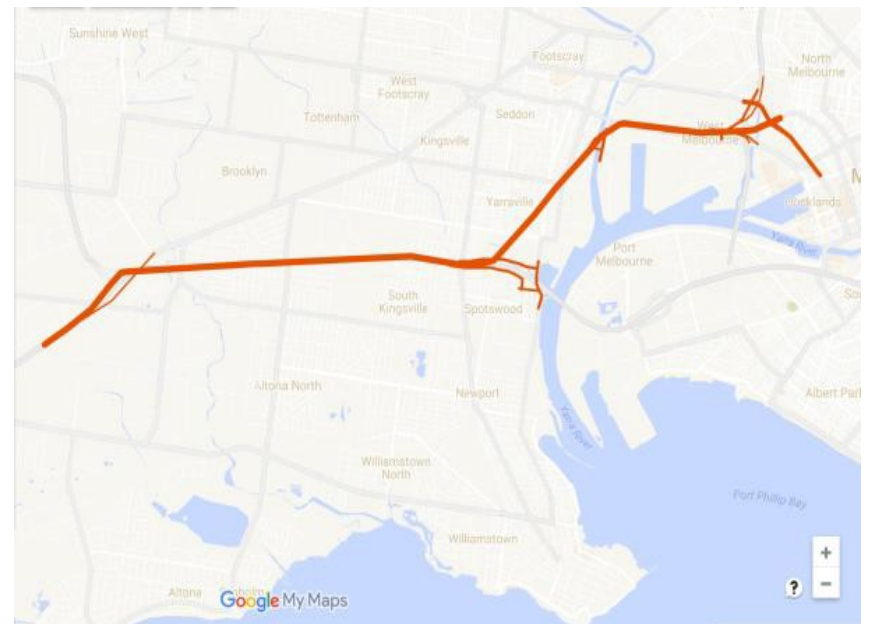 Sunshine West
Footscray
North
Melbourne
West
Footscray
Seddon
Tottenham
West
Melbourne
Kingsville
Brooklyn
Yarraville
Docklands
M
Yarra River
Port
Melbourne
South
Kingsville
Spotswood
Sou
Altona North
Newport
Albert Par
Yarra River
Williamstown
North
Port Phillip Bay
Williamstown
+
?
−
Altona
Google My Maps